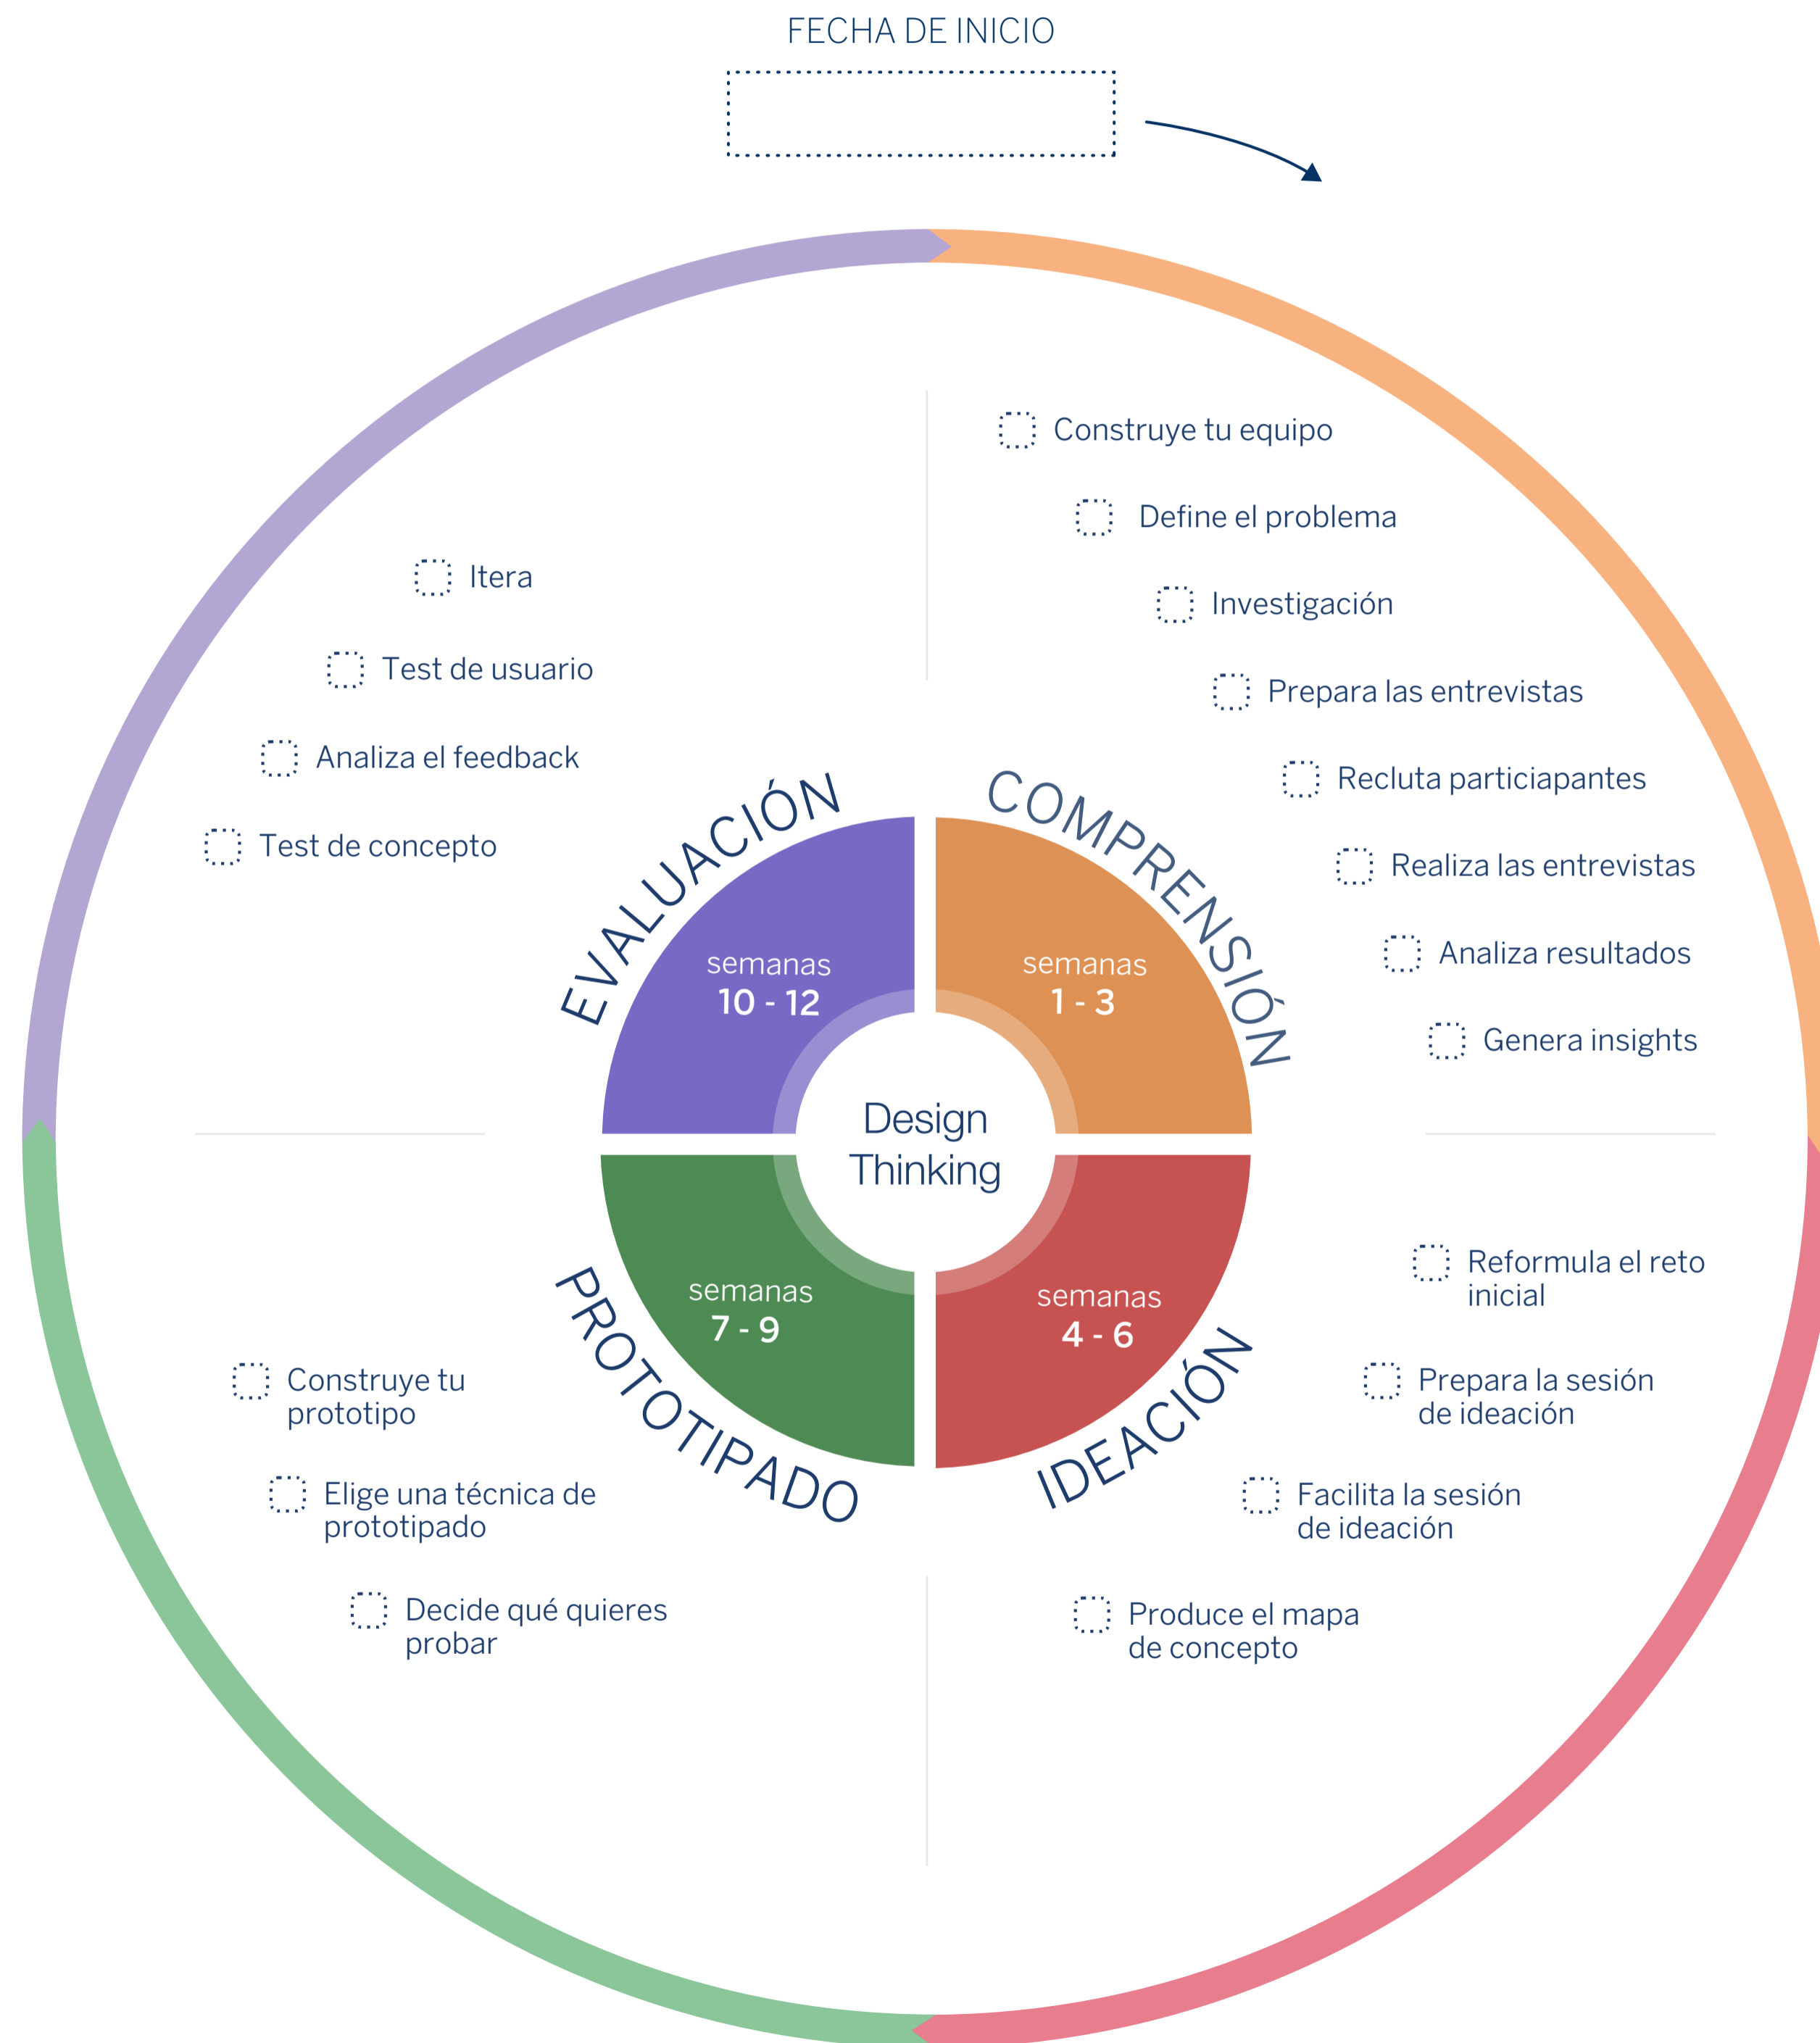 FECHA DE INICIO
Construye tu equipo
Define el problema
Investigación
Prepara las entrevistas
Recluta particiapantes
Realiza las entrevistas
Analiza resultados
Genera insights
COMPRENSIÓN
semanas
1 - 3
Reformula el reto
inicial
Prepara la sesión
de ideación
Facilita la sesión
de ideación
Produce el mapa
de concepto
IDEACIÓN
semanas
4 - 6
Decide qué quieres
probar
Elige una técnica de
prototipado
Construye tu
prototipo
PROTOTIPADO
semanas
7 - 9
Test de concepto
Analiza el feedback
Test de usuario
Itera
EVALUACIÓN
semanas
10 - 12
Design
Thinking